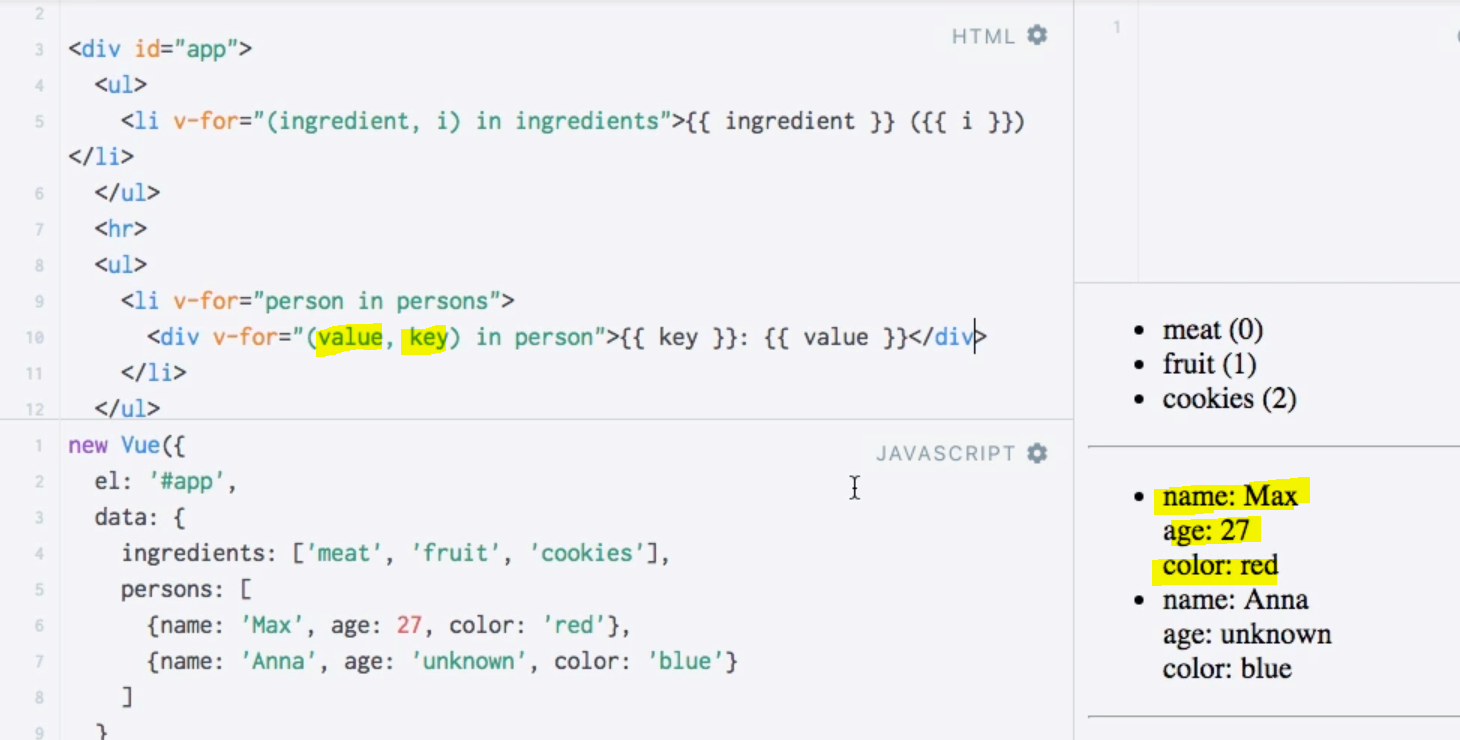 2
HTML
3 <div id="app">
4 <ul>
5 <li v-for="(ingredient, i) in ingredients">{{ ingredient }} ({{ i }})
</li>
6 </ul>
7 <hr>
8 <ul>
9 <li v-for="person in persons">
10 <div v-for="(value, key) in person">{{ key }}: {{ value }}</div>
11 </li>
12 </ul>
JAVASCRIPT
1 new Vue({
2 el: '#app',
3 data: {
4 ingredients: ['meat', 'fruit', 'cookies'],
5 persons: [
6 {name: 'Max', age: 27, color: 'red'},
7 {name: 'Anna', age: 'unknown', color: 'blue'}
8 ]
9 }
1
meat (0)
fruit (1)
cookies (2)
name: Max
age: 27
color: red
name: Anna
age: unknown
color: blue